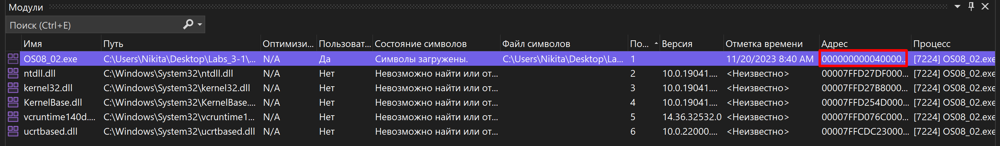 Модули
Поиск (Ctrl+E)
Имя Путь Оптимизи... Пользоват... Состояние символов Файл символов По... Версия Отметка времени Адрес Процесс
OS08_02.exe C:\Users\Nikita\Desktop\Labs_3-1\... N/A Да Символы загружены. C:\Users\Nikita\Desktop\La... 1 11/20/2023 8:40 AM 000000000040000... [7224] OS08_02.exe
ntdll.dll C:\Windows\System32\ntdll.dll N/A Нет Невозможно найти или от... 2 10.0.19041.... <Неизвестно> 00007FFD27DF000... [7224] OS08_02.exe
kernel32.dll C:\Windows\System32\kernel32.dll N/A Нет Невозможно найти или от... 3 10.0.19041.... <Неизвестно> 00007FFD27B8000... [7224] OS08_02.exe
KernelBase.dll C:\Windows\System32\KernelBase.... N/A Нет Невозможно найти или от... 4 10.0.19041.... <Неизвестно> 00007FFD254D000... [7224] OS08_02.exe
vcruntime140d.... C:\Windows\System32\vcruntime1... N/A Нет Невозможно найти или от... 5 14.36.32532.0 <Неизвестно> 00007FFD076C000... [7224] OS08_02.exe
ucrtbased.dll C:\Windows\System32\ucrtbased.dll N/A Нет Невозможно найти или от... 6 10.0.22000.... <Неизвестно> 00007FFCDC23000... [7224] OS08_02.exe